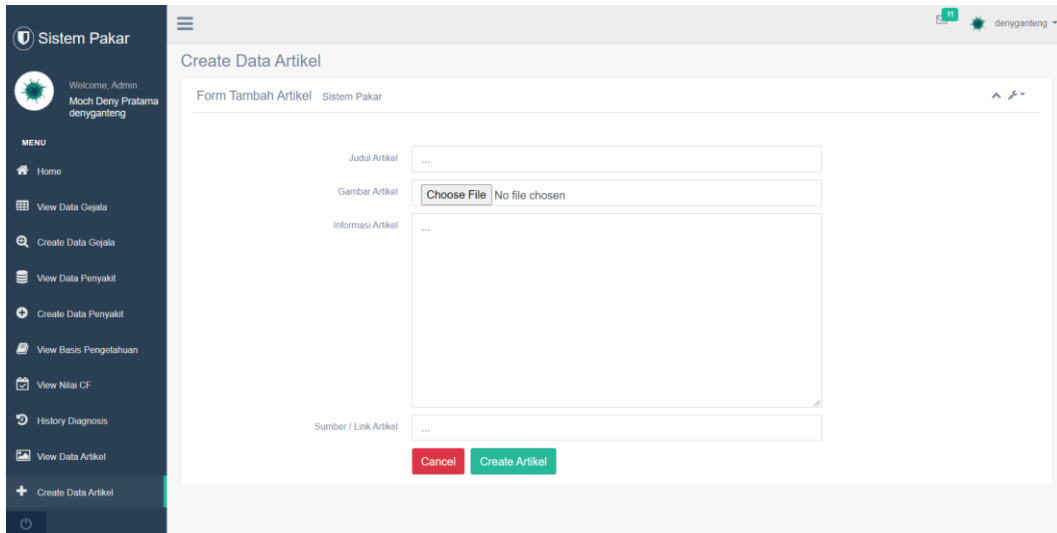 Sistem Pakar
Welcome, Admin
Moch Deny Pratama
denyganteng
MENU
Home
View Data Gejala
Create Data Gejala
View Data Penyakit
Create Data Penyakit
View Basis Pengetahuan
View Nilai CF
History Diagnosis
View Data Artikel
Create Data Artikel
11
denyganteng
Create Data Artikel
Form Tambah Artikel Sistem Pakar
Judul Artikel ...
Gambar Artikel Choose File No file chosen
Informasi Artikel ...
Sumber / Link Artikel ...
Cancel Create Artikel